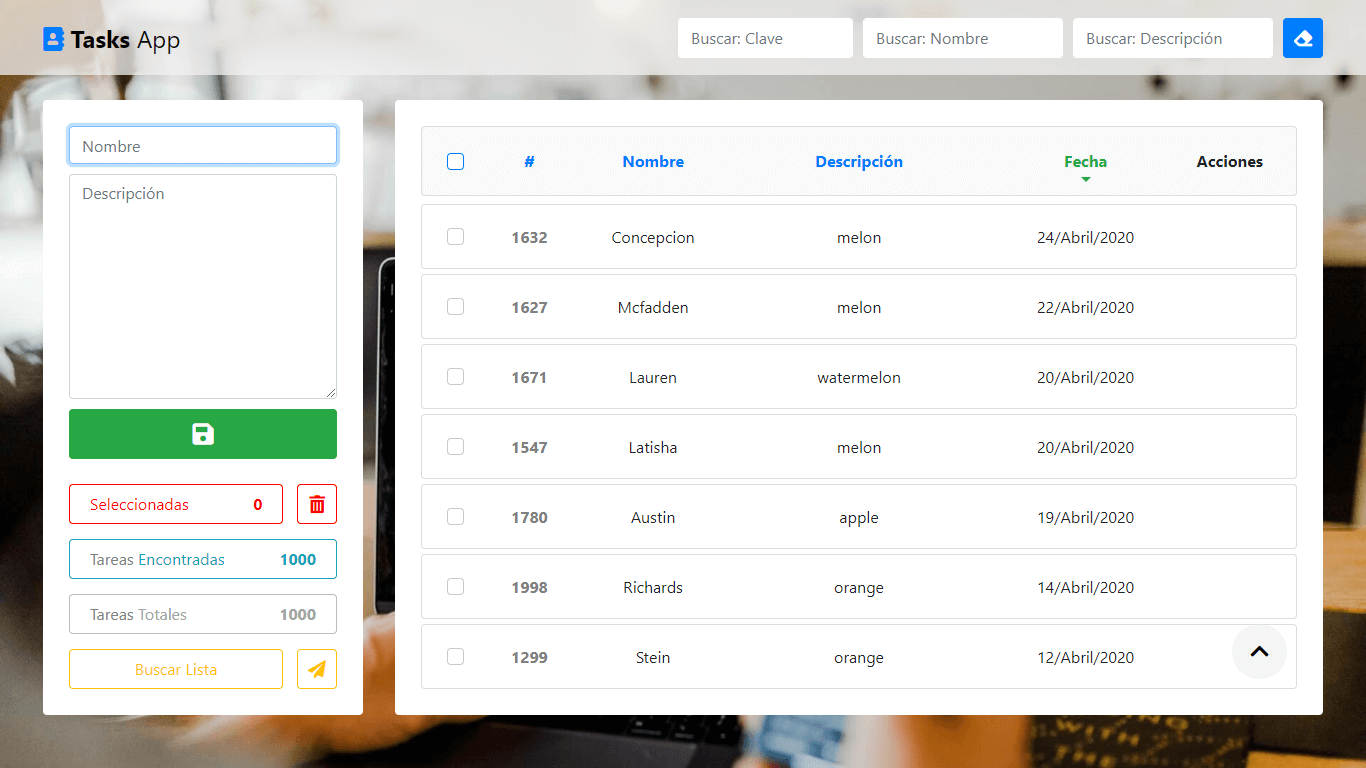 Tasks App
Buscar: Clave
Buscar: Nombre
Buscar: Descripción
Nombre
Descripción
Seleccionadas 0
Tareas Encontradas 1000
Tareas Totales 1000
Buscar Lista
# Nombre Descripción Fecha Acciones
1632 Concepcion melon 24/Abril/2020
1627 Mcfadden melon 22/Abril/2020
1671 Lauren watermelon 20/Abril/2020
1547 Latisha melon 20/Abril/2020
1780 Austin apple 19/Abril/2020
1998 Richards orange 14/Abril/2020
1299 Stein orange 12/Abril/2020
WITH
THE